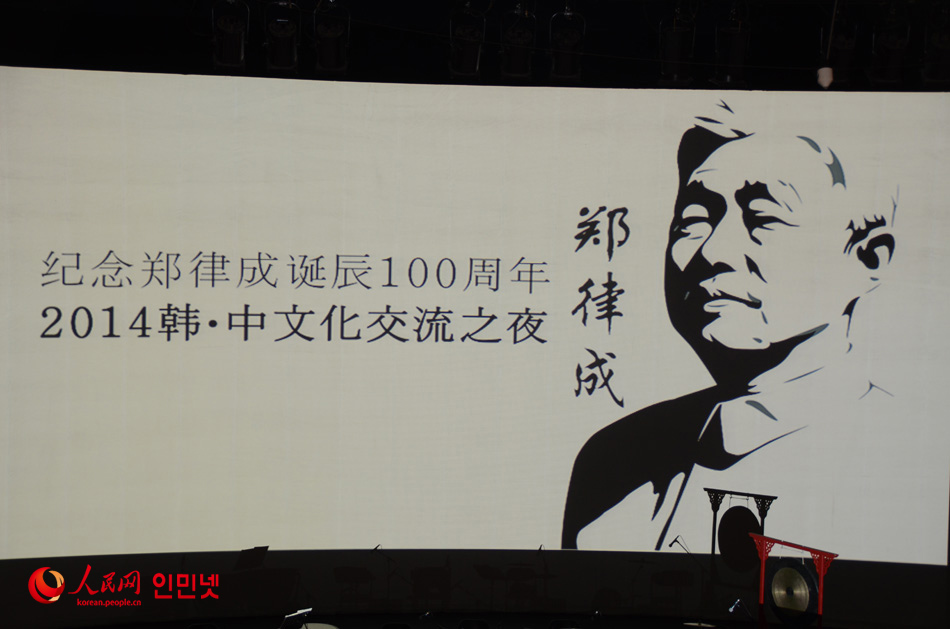 纪念郑律成诞辰100周年
2014韩·中文化交流之夜
郑律成
人民网 인민넷
korean.people.cn